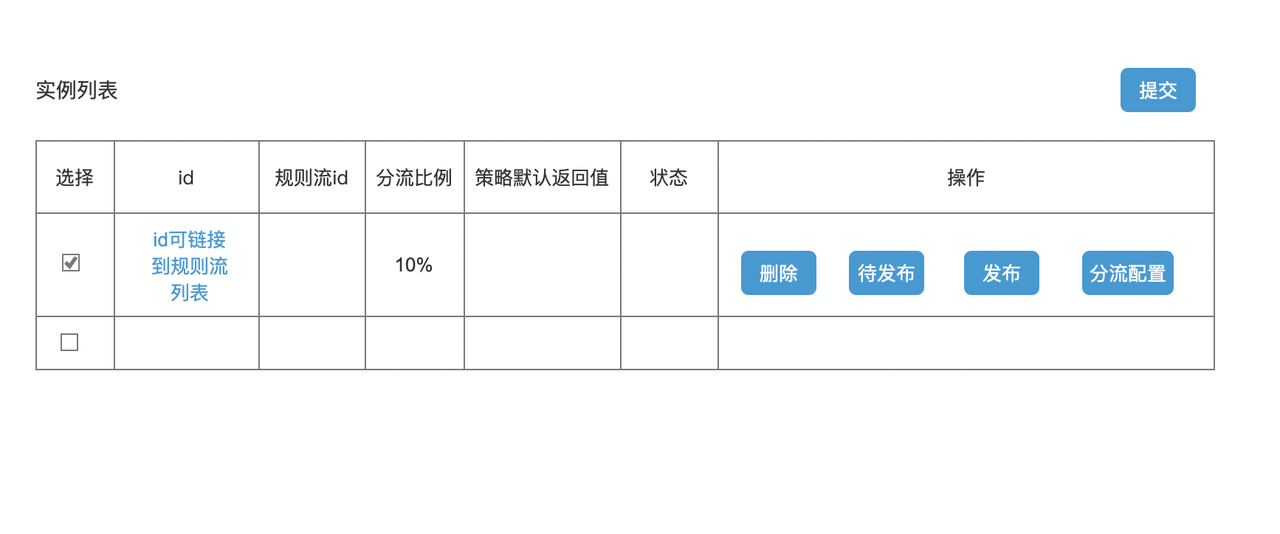 实例列表
提交
选择 id 规则流id 分流比例 策略默认返回值 状态 操作
id可链接
到规则流
列表
10%
删除 待发布 发布 分流配置